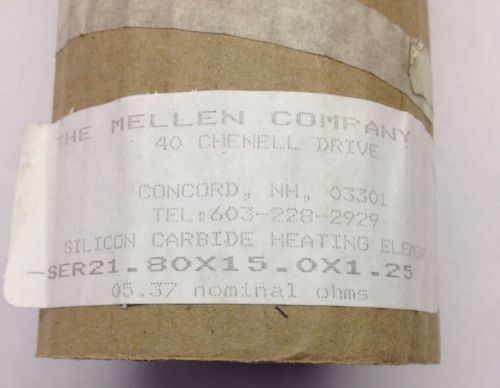 THE MELLEN COMPANY
40 CHENELL DRIVE
CONCORD, NH, 03301
TEL:603-228-2929
SILICON CARBIDE HEATING ELEMENT
SER21.80X15.0X1.25
05.37 nominal ohms